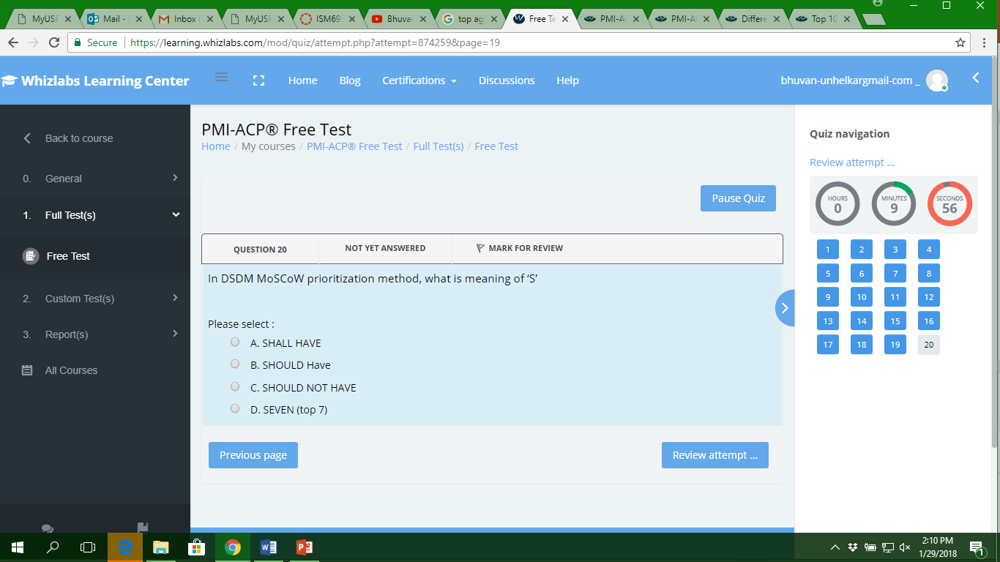 MyUSF
Mail -
Inbox (
MyUSF
ISM69
Bhuvar
top ag
Free Te
PMI-A
PMI-A
Differe
Top 10
Secure
https://learning.whizlabs.com/mod/quiz/attempt.php?attempt=874259&page=19
Whizlabs Learning Center
Home
Blog
Certifications
Discussions
Help
bhuvan-unhelkargmail-com _
Back to course
0. General
1. Full Test(s)
Free Test
2. Custom Test(s)
3. Report(s)
All Courses
PMI-ACP® Free Test
Home / My courses / PMI-ACP® Free Test / Full Test(s) / Free Test
Pause Quiz
QUESTION 20
NOT YET ANSWERED
MARK FOR REVIEW
In DSDM MoSCoW prioritization method, what is meaning of ‘S’
Please select :
A. SHALL HAVE
B. SHOULD Have
C. SHOULD NOT HAVE
D. SEVEN (top 7)
Previous page
Review attempt ...
Quiz navigation
Review attempt ...
HOURS
0
MINUTES
9
SECONDS
56
1 2 3 4
5 6 7 8
9 10 11 12
13 14 15 16
17 18 19 20
2:10 PM
1/29/2018
1